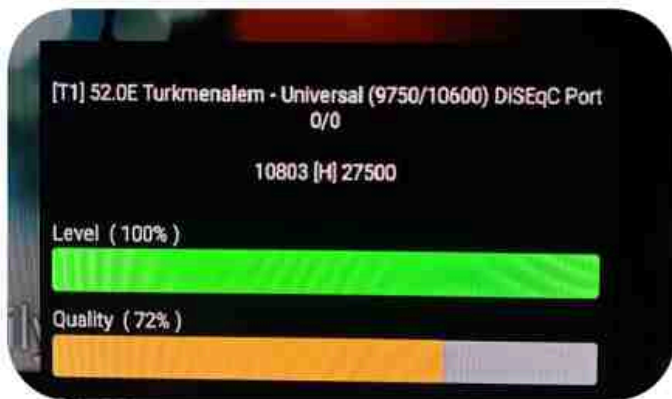 [T1] 52.0E Turkmenalem - Universal (9750/10600) DiSEqC Port
0/0
10803 [H] 27500
Level ( 100% )
Quality ( 72% )